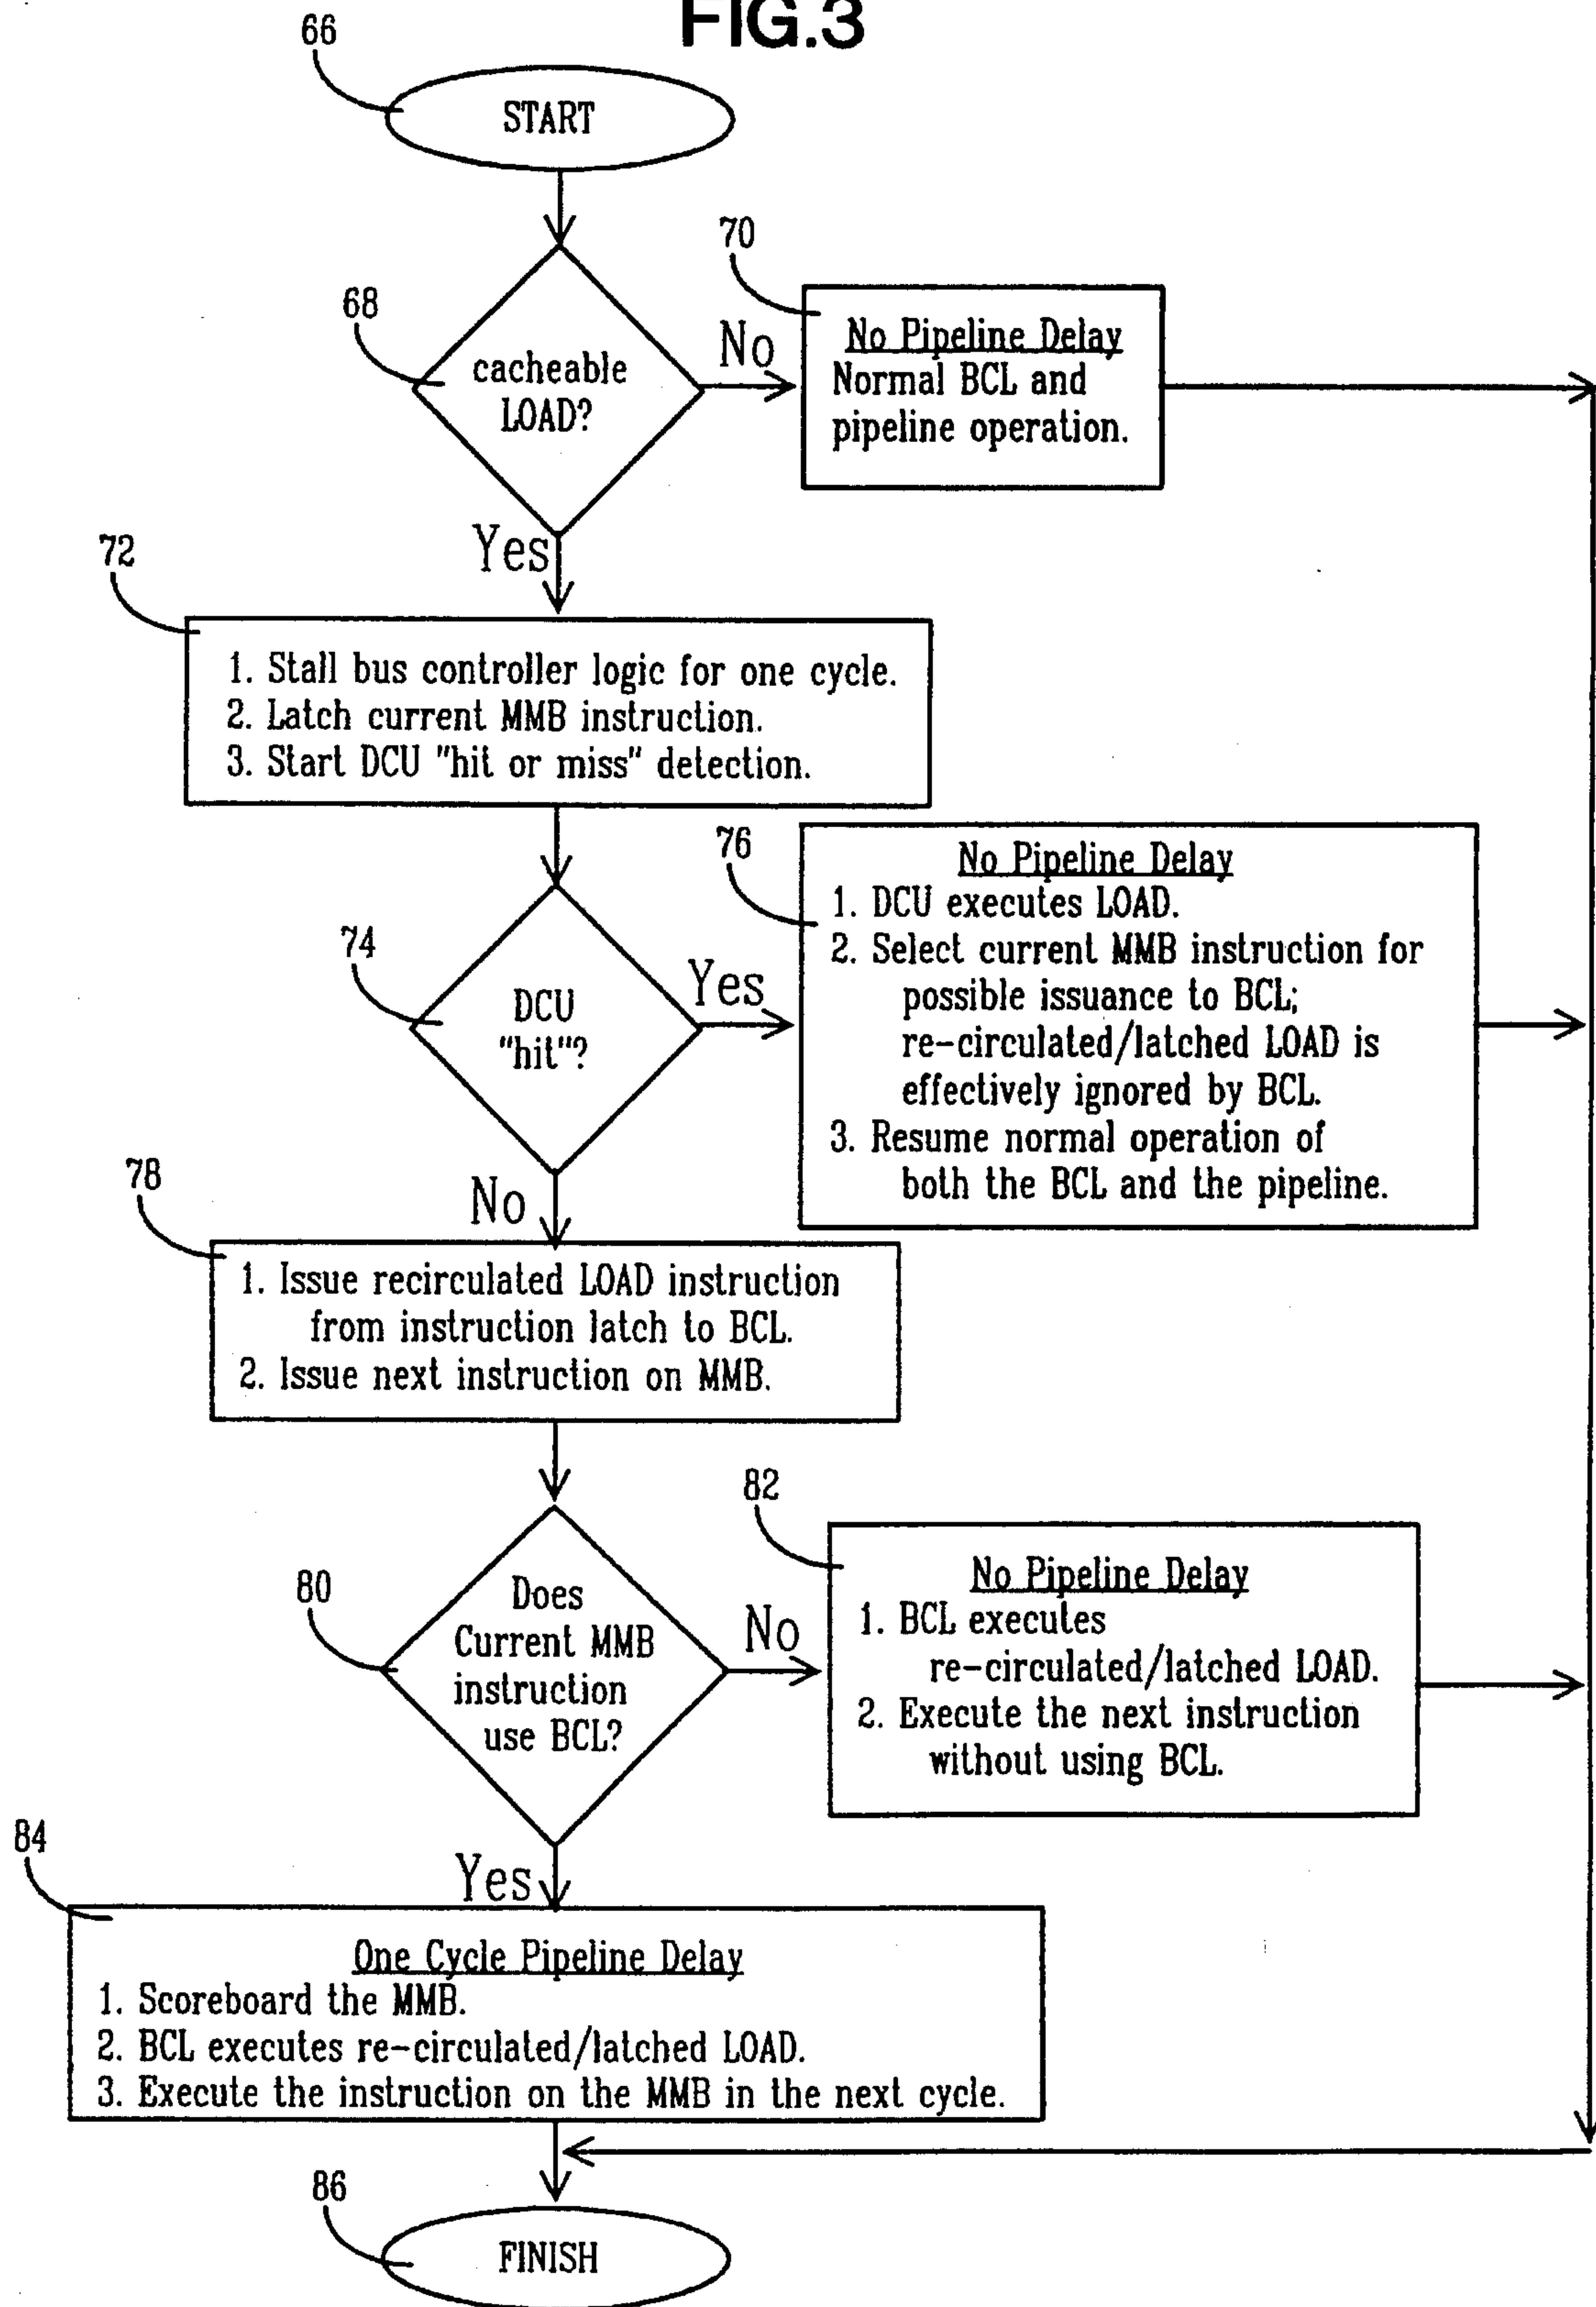 FIG.3
66
START
70
68
cacheable
LOAD?
No
No Pipeline Delay
Normal BCL and
pipeline operation.
Yes
72
1. Stall bus controller logic for one cycle.
2. Latch current MMB instruction.
3. Start DCU "hit or miss" detection.
76
74
DCU
"hit"?
Yes
No Pipeline Delay
1. DCU executes LOAD.
2. Select current MMB instruction for
possible issuance to BCL;
re-circulated/latched LOAD is
effectively ignored by BCL.
3. Resume normal operation of
both the BCL and the pipeline.
No
78
1. Issue recirculated LOAD instruction
from instruction latch to BCL.
2. Issue next instruction on MMB.
82
80
Does
Current MMB
instruction
use BCL?
No
No Pipeline Delay
1. BCL executes
re-circulated/latched LOAD.
2. Execute the next instruction
without using BCL.
Yes
84
One Cycle Pipeline Delay
1. Scoreboard the MMB.
2. BCL executes re-circulated/latched LOAD.
3. Execute the instruction on the MMB in the next cycle.
86
FINISH